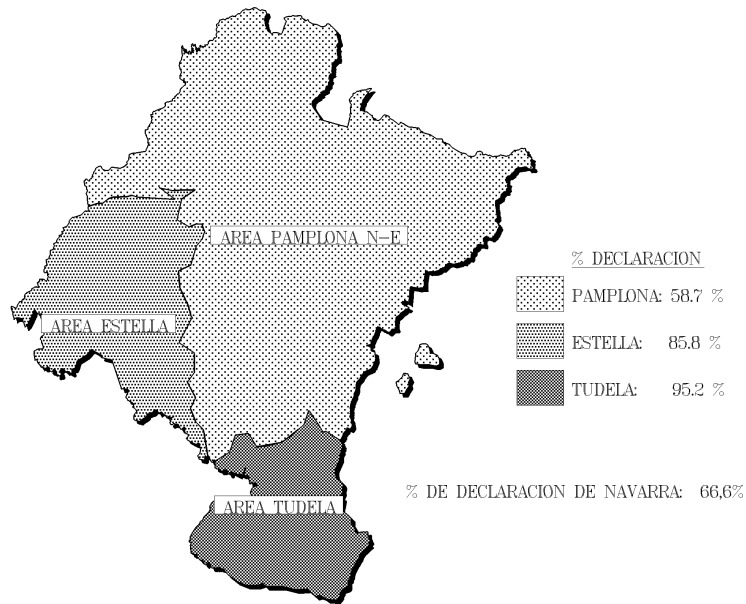 AREA PAMPLONA N-E
% DECLARACION
PAMPLONA: 58.7 %
AREA ESTELLA
ESTELLA: 85.8 %
TUDELA: 95.2 %
% DE DECLARACION DE NAVARRA: 66,6%
AREA TUDELA